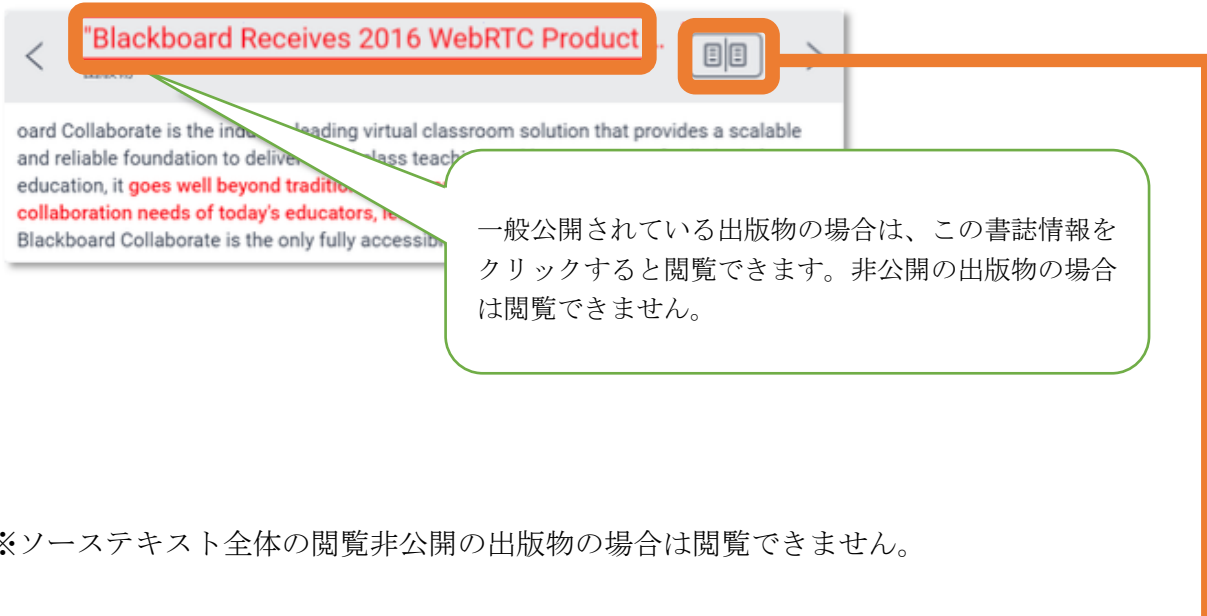 "Blackboard Receives 2016 WebRTC Product ..
oard Collaborate is the leading virtual classroom solution that provides a scalable
and reliable foundation to deliver class
education, it goes well beyond
collaboration needs of today's educators,
Blackboard Collaborate is the only fully
一般公開されている出版物の場合は、この書誌情報を
クリックすると閲覧できます。非公開の出版物の場合
は閲覧できません。
※ソーステキスト全体の閲覧非公開の出版物の場合は閲覧できません。